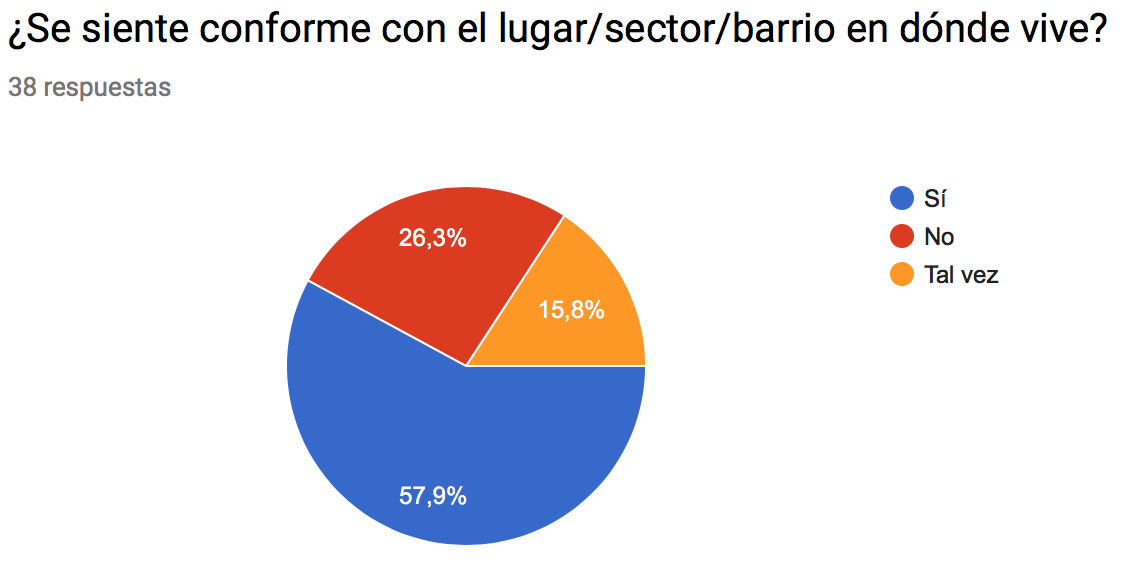 ¿Se siente conforme con el lugar/sector/barrio en dónde vive?
38 respuestas
Sí
No
Tal vez
26,3%
15,8%
57,9%